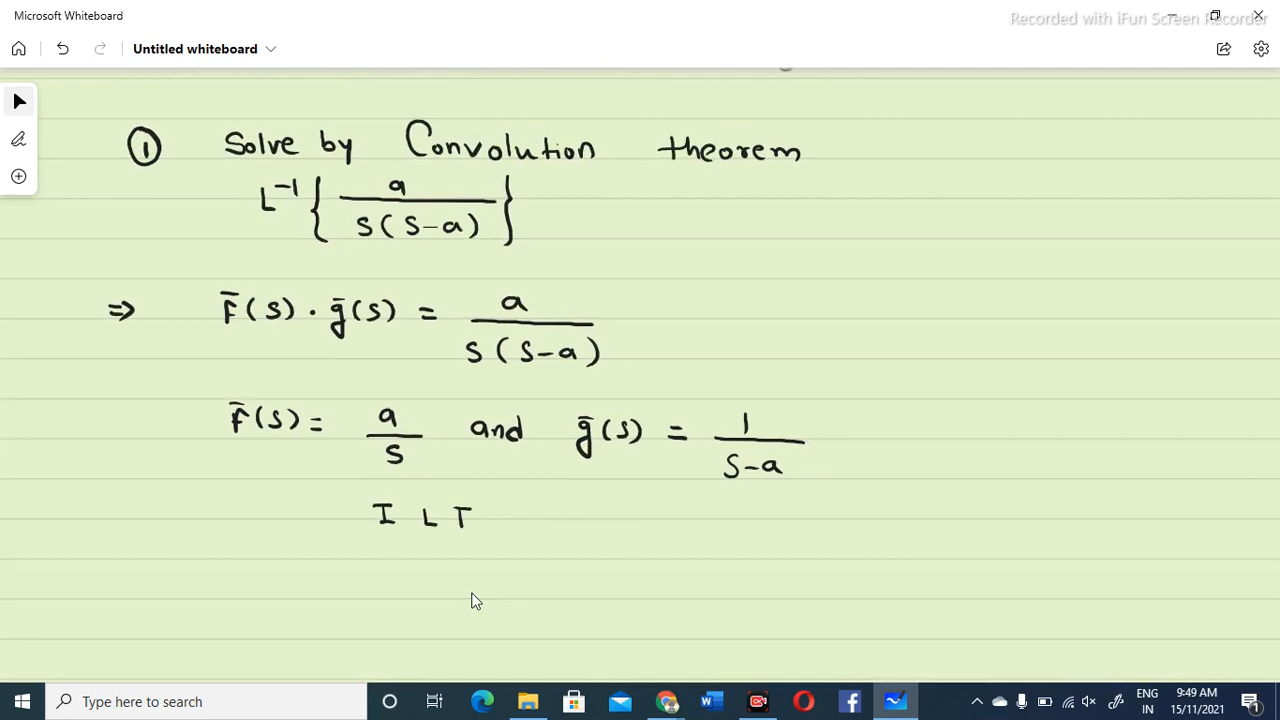 Microsoft Whiteboard
Recorded with iFun Screen Recorder
Untitled whiteboard
① Solve by Convolution theorem
L⁻¹ { a / s(s-a) }
⇒ f̄(s) · ḡ(s) = a / s(s-a)
f̄(s) = a / s and ḡ(s) = 1 / s-a
I L T
Type here to search
ENG
IN
9:49 AM
15/11/2021
1